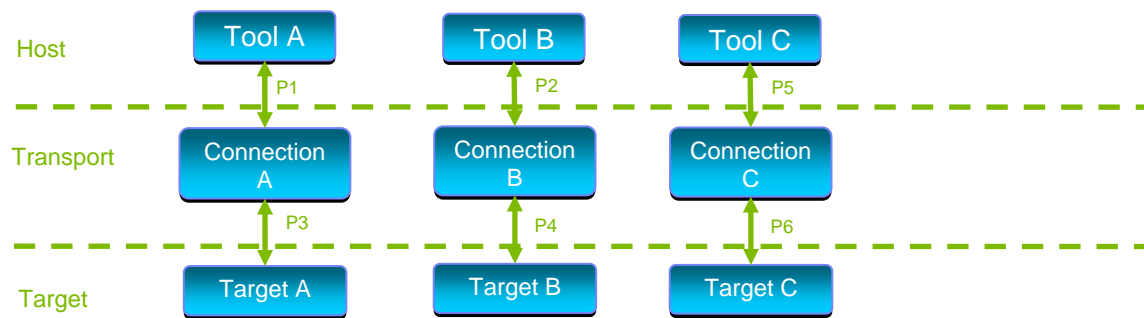 Host
Tool A
Tool B
Tool C
P1
P2
P5
Transport
Connection
A
Connection
B
Connection
C
P3
P4
P6
Target
Target A
Target B
Target C